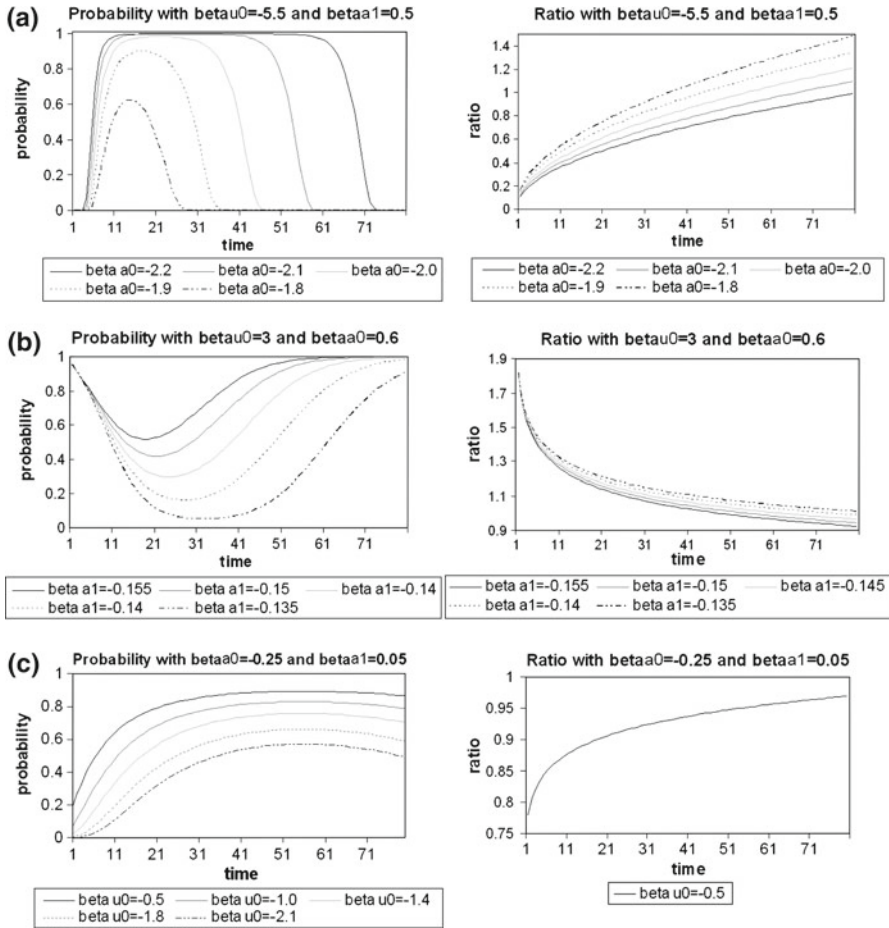 (a)
Probability with betau0=-5.5 and betaa1=0.5
1
0.8
0.6
0.4
0.2
0
probability
1 11 21 31 41 51 61 71
time
beta a0=-2.2 beta a0=-2.1 beta a0=-2.0
beta a0=-1.9 beta a0=-1.8
Ratio with betau0=-5.5 and betaa1=0.5
1.4
1.2
1
0.8
0.6
0.4
0.2
0
ratio
1 11 21 31 41 51 61 71
time
beta a0=-2.2 beta a0=-2.1 beta a0=-2.0
beta a0=-1.9 beta a0=-1.8
(b)
Probability with betau0=3 and betaa0=0.6
1
0.8
0.6
0.4
0.2
0
probability
1 11 21 31 41 51 61 71
time
beta a1=-0.155 beta a1=-0.15 beta a1=-0.14
beta a1=-0.14 beta a1=-0.135
Ratio with betau0=3 and betaa0=0.6
1.9
1.7
1.5
1.3
1.1
0.9
ratio
1 11 21 31 41 51 61 71
time
beta a1=-0.155 beta a1=-0.15 beta a1=-0.145
beta a1=-0.14 beta a1=-0.135
(c)
Probability with betaa0=-0.25 and betaa1=0.05
1
0.8
0.6
0.4
0.2
0
probability
1 11 21 31 41 51 61 71
time
beta u0=-0.5 beta u0=-1.0 beta u0=-1.4
beta u0=-1.8 beta u0=-2.1
Ratio with betaa0=-0.25 and betaa1=0.05
1
0.95
0.9
0.85
0.8
0.75
ratio
1 11 21 31 41 51 61 71
time
beta u0=-0.5